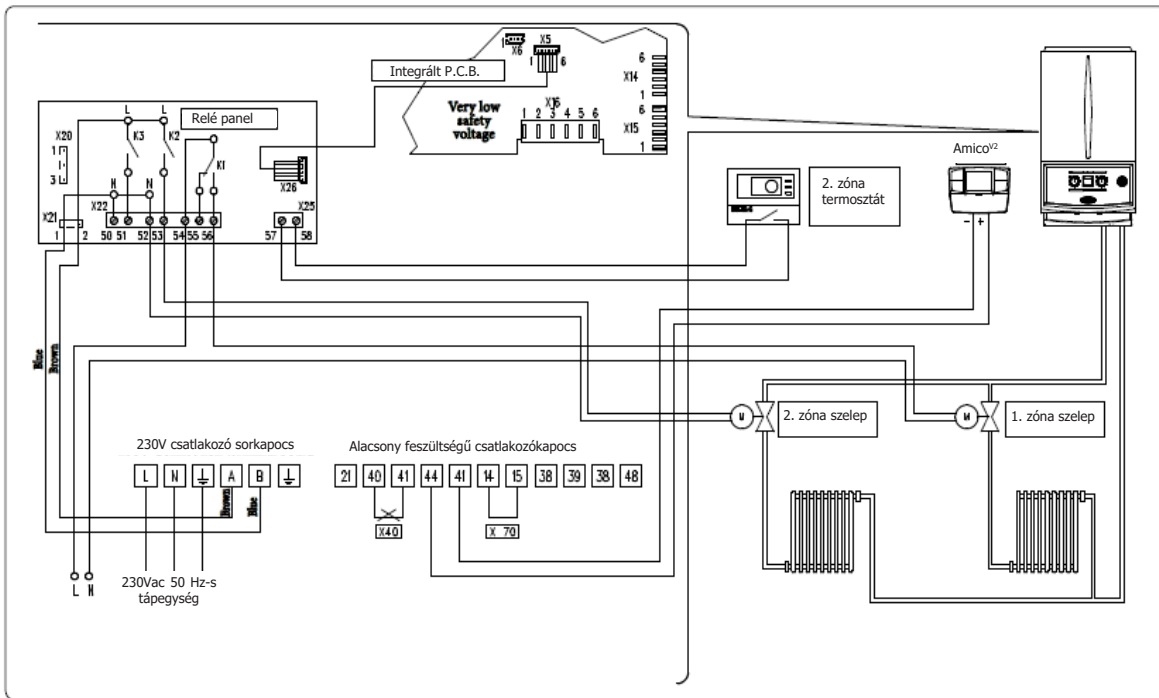 X6
1
X5
1 6
Integrált P.C.B.
6
X14
1
6
X15
1
X16
1 2 3 4 5 6
Very low
safety
voltage
Relé panel
L L
X20
1
3
K3 K2
K1
N N
X26
X22
X25
X21
1 2 50 51 52 53 54 55 56 57 58
2. zóna
termosztát
Amico V2
- +
Blue
Brown
M
2. zóna szelep
M
1. zóna szelep
230V csatlakozó sorkapocs
L N A B
Brown
Blue
Alacsony feszültségű csatlakozókapocs
21 40 41 44 41 14 15 38 39 38 48
X40
X 70
L N
230Vac 50 Hz-s
tápegység